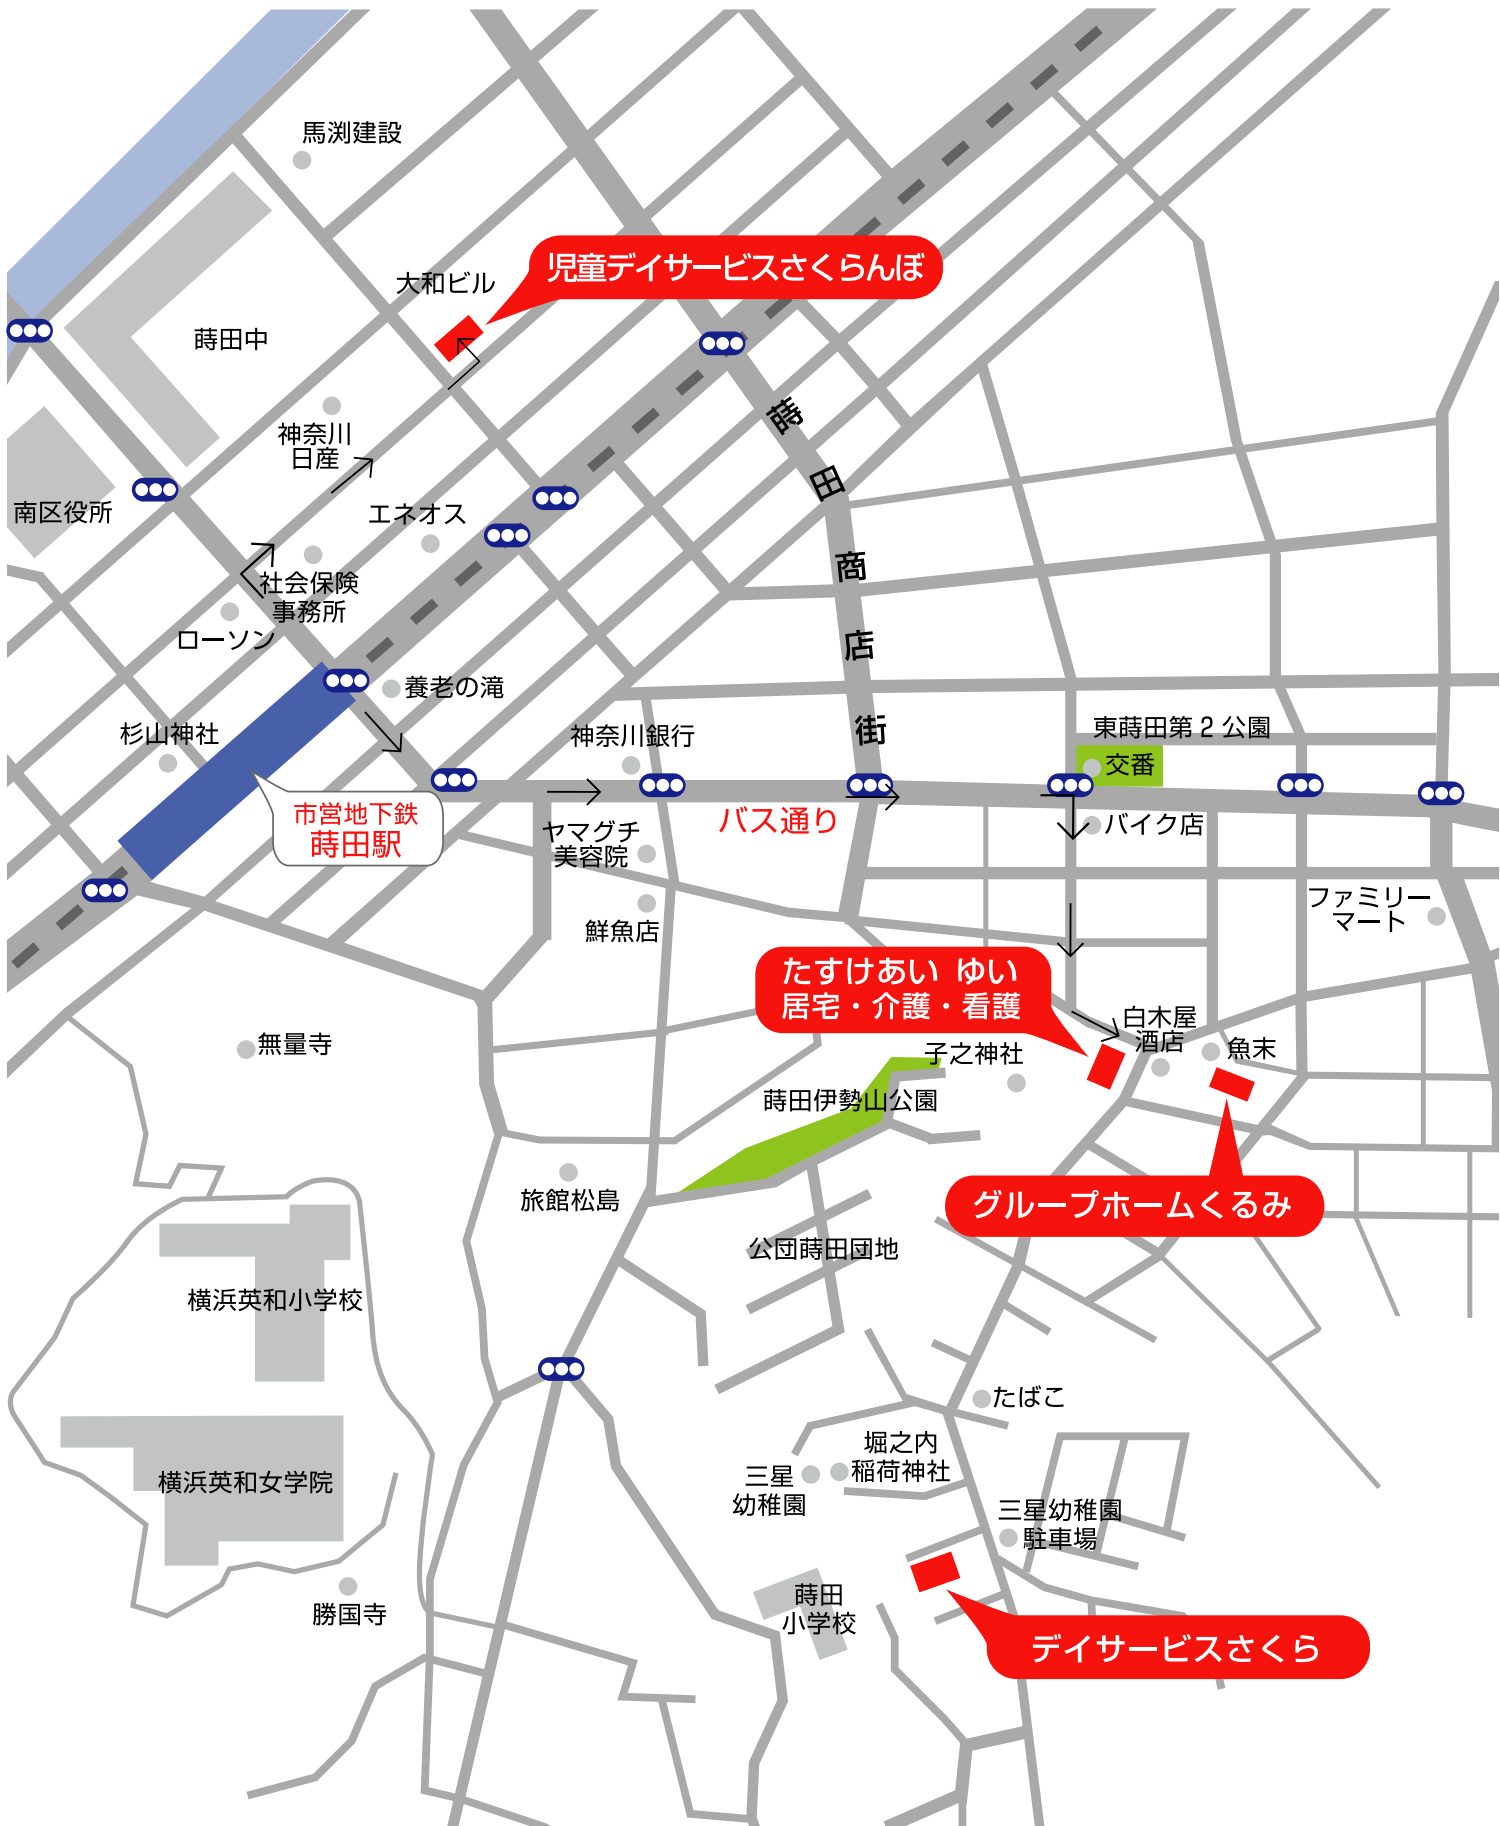 馬渕建設
児童デイサービスさくらんぼ
大和ビル
蒔田中
神奈川
日産
南区役所
エネオス
蒔
田
商
店
街
社会保険
事務所
ローソン
養老の滝
杉山神社
神奈川銀行
東蒔田第2公園
交番
市営地下鉄
蒔田駅
バス通り
ヤマグチ
美容院
バイク店
鮮魚店
ファミリー
マート
たすけあい ゆい
居宅・介護・看護
白木屋
酒店
魚末
無量寺
子之神社
蒔田伊勢山公園
旅館松島
グループホームくるみ
公団蒔田団地
横浜英和小学校
たばこ
堀之内
稲荷神社
三星
幼稚園
横浜英和女学院
三星幼稚園
駐車場
蒔田
小学校
勝国寺
デイサービスさくら